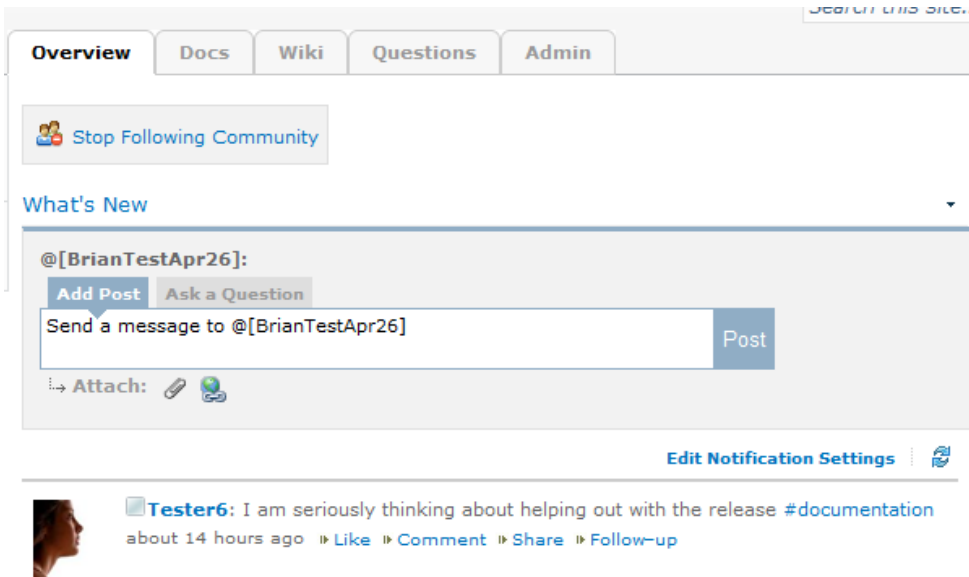 Search this site...
Overview Docs Wiki Questions Admin
Stop Following Community
What's New
@[BrianTestApr26]:
Add Post Ask a Question
Send a message to @[BrianTestApr26]
Post
Attach:
Edit Notification Settings
Tester6: I am seriously thinking about helping out with the release #documentation
about 14 hours ago Like Comment Share Follow-up